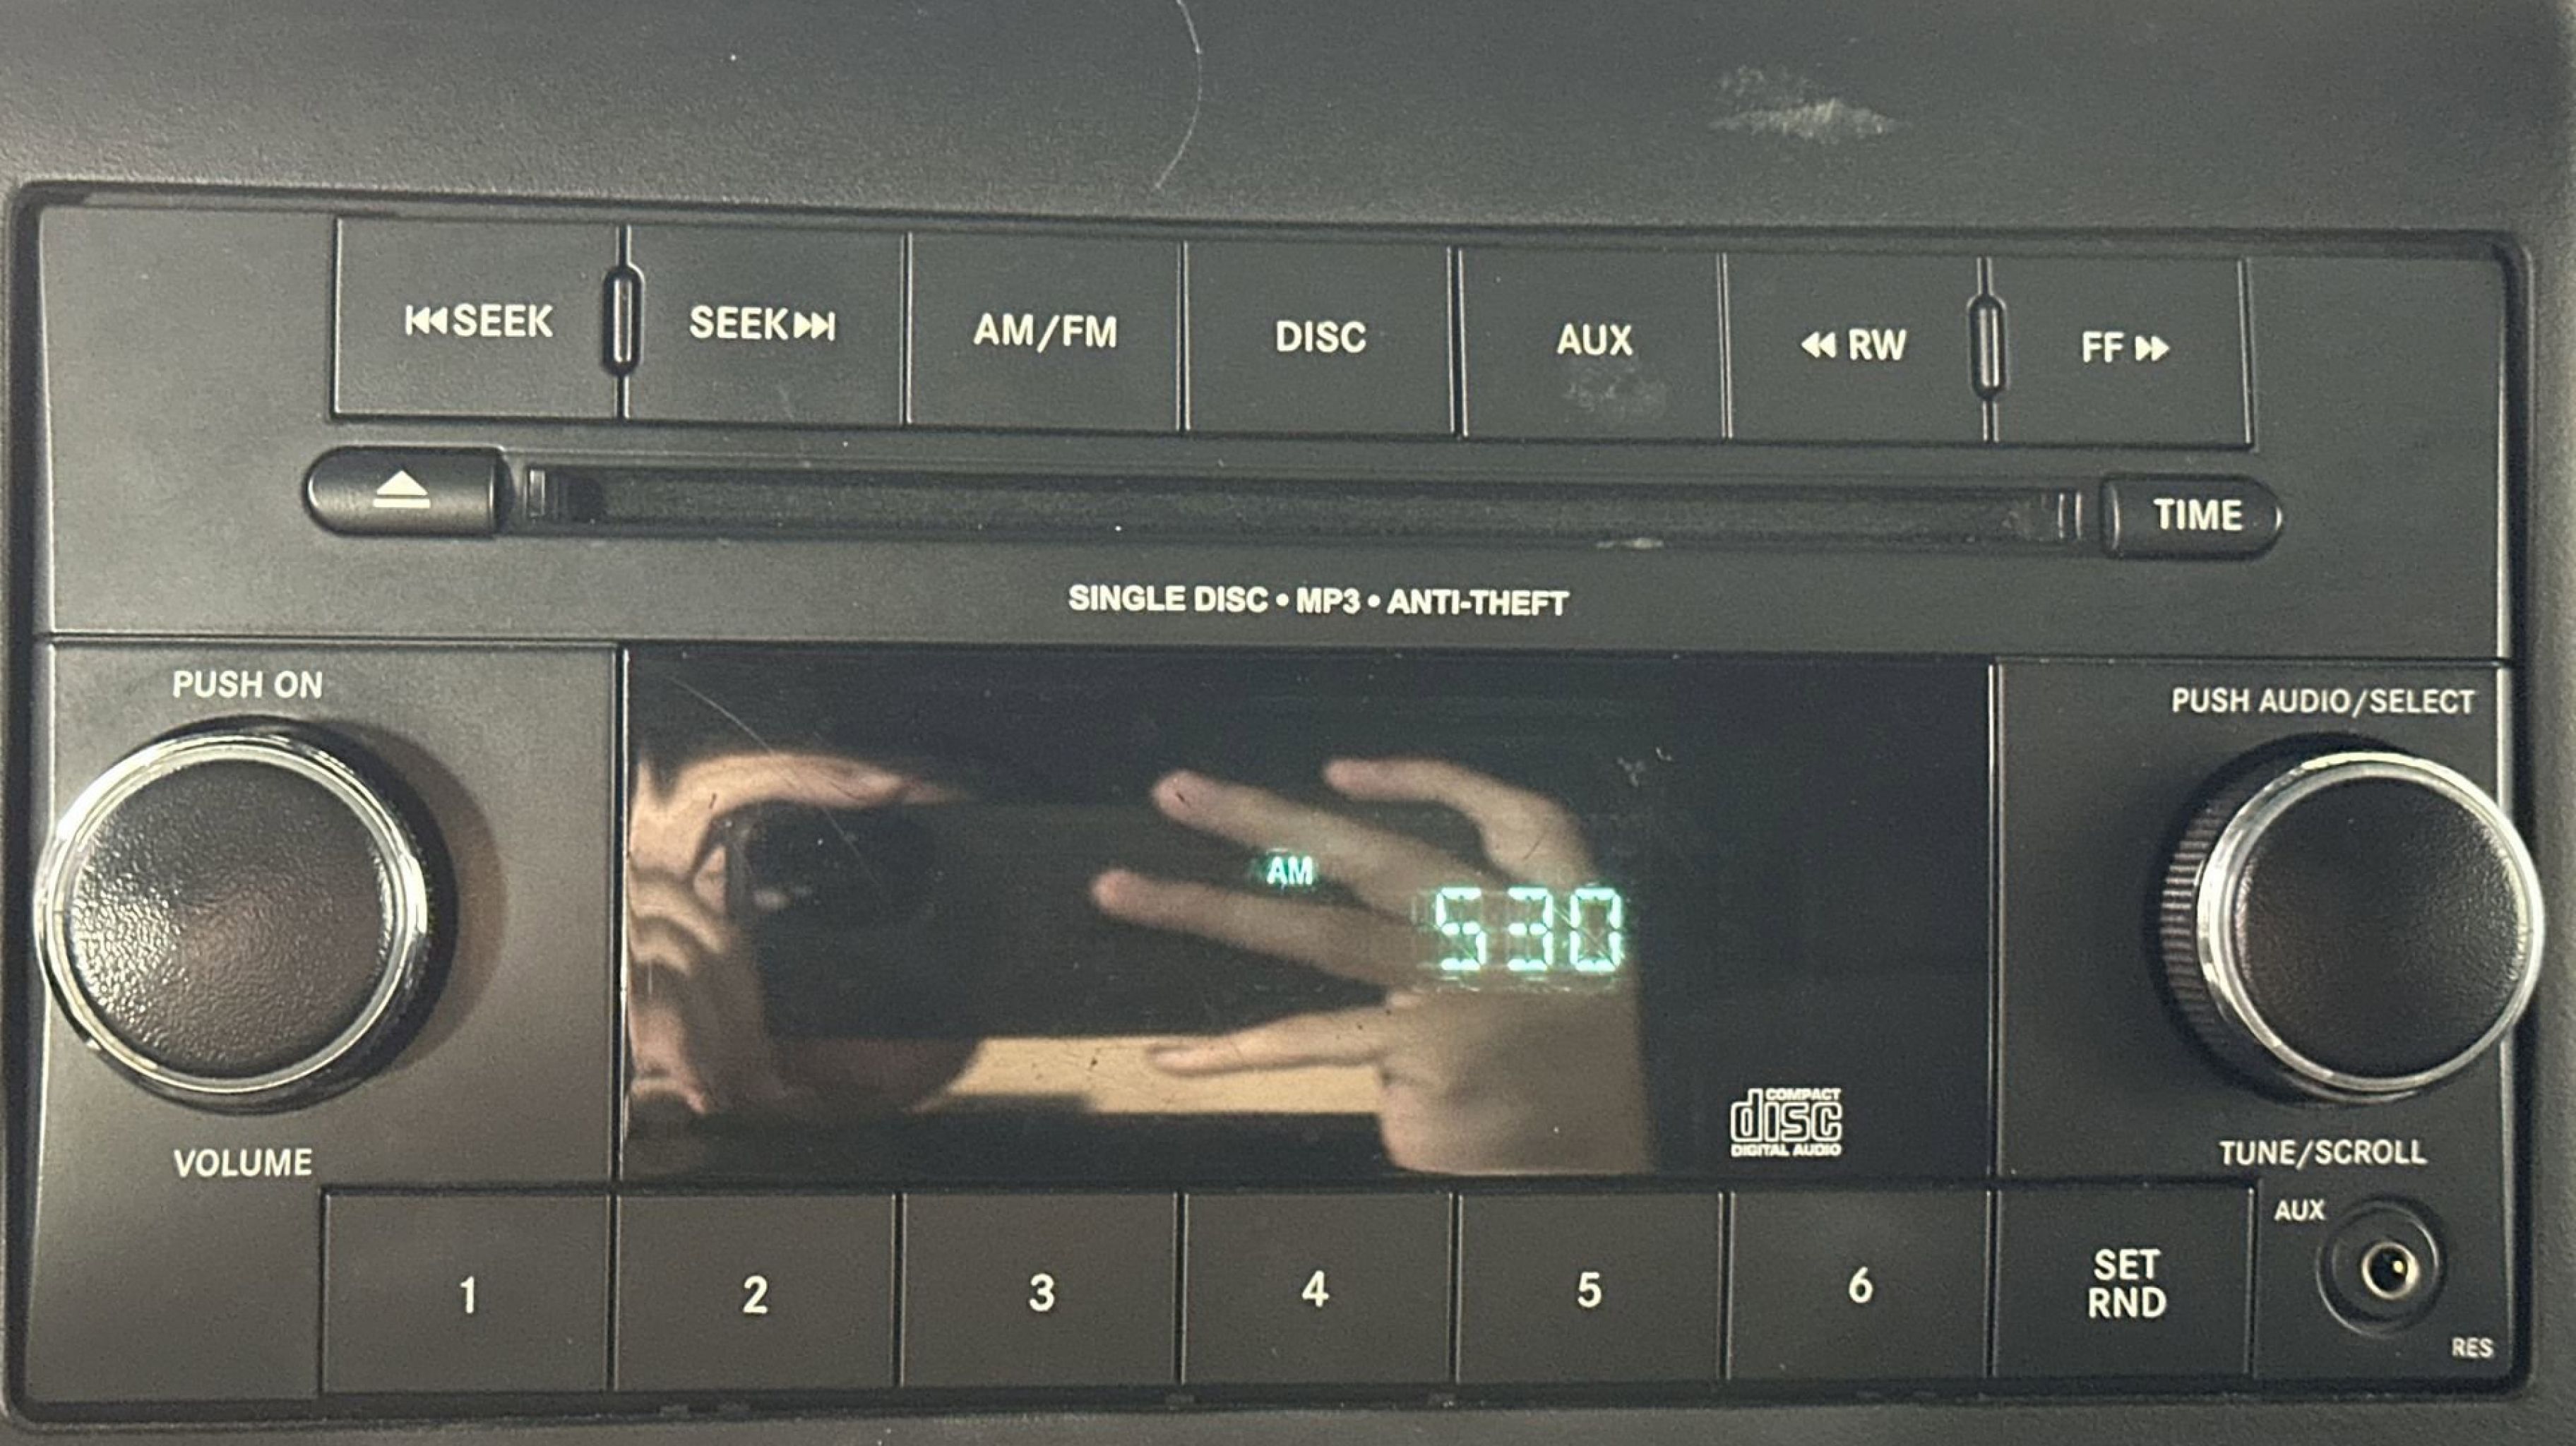 SEEK
SEEK
AM/FM
DISC
AUX
RW
FF
TIME
SINGLE DISC • MP3 • ANTI-THEFT
PUSH ON
PUSH AUDIO/SELECT
AM
530
COMPACT
disc
DIGITAL AUDIO
VOLUME
TUNE/SCROLL
AUX
1
2
3
4
5
6
SET
RND
RES